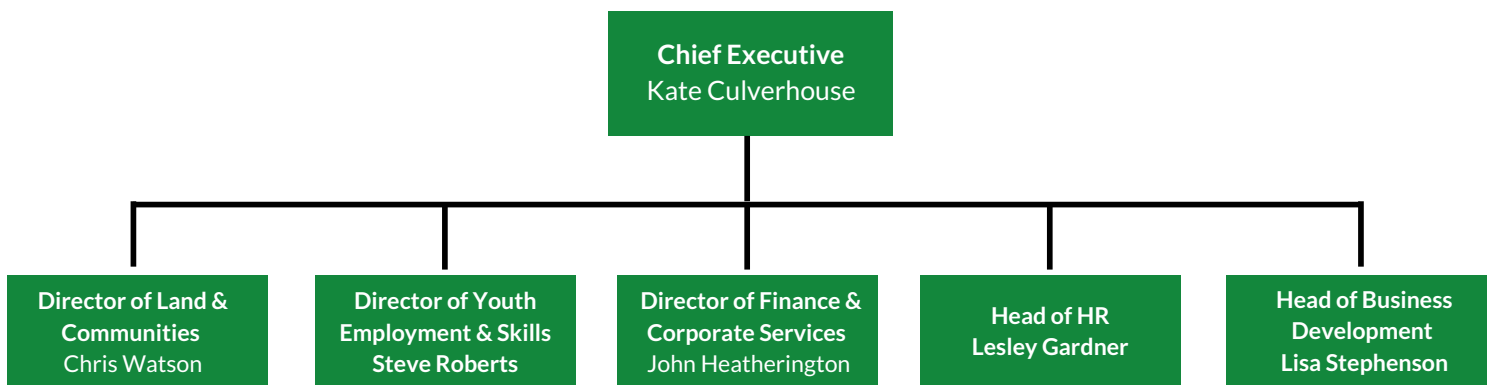 Chief Executive
Kate Culverhouse
Director of Land &
Communities
Chris Watson
Director of Youth
Employment & Skills
Steve Roberts
Director of Finance &
Corporate Services
John Heatherington
Head of HR
Lesley Gardner
Head of Business
Development
Lisa Stephenson